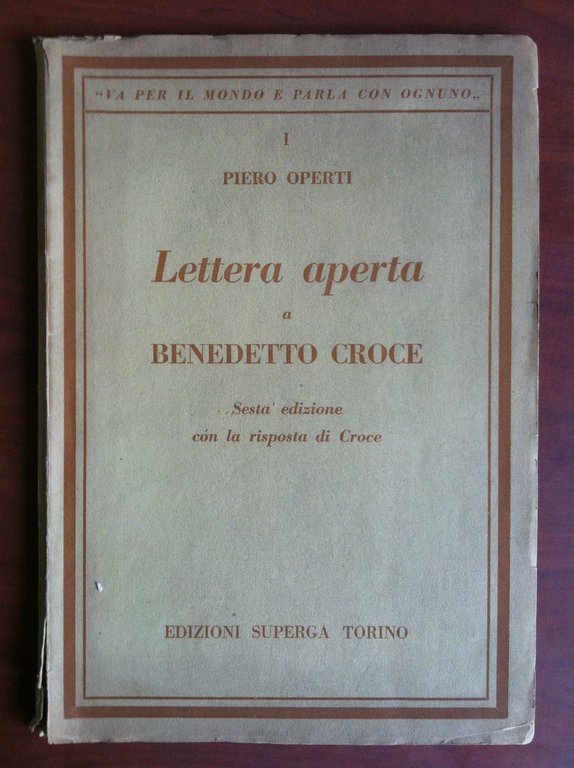 "VA PER IL MONDO E PARLA CON OGNUNO„
I
PIERO OPERTI
Lettera aperta
a
BENEDETTO CROCE
Sesta edizione
con la risposta di Croce
EDIZIONI SUPERGA TORINO